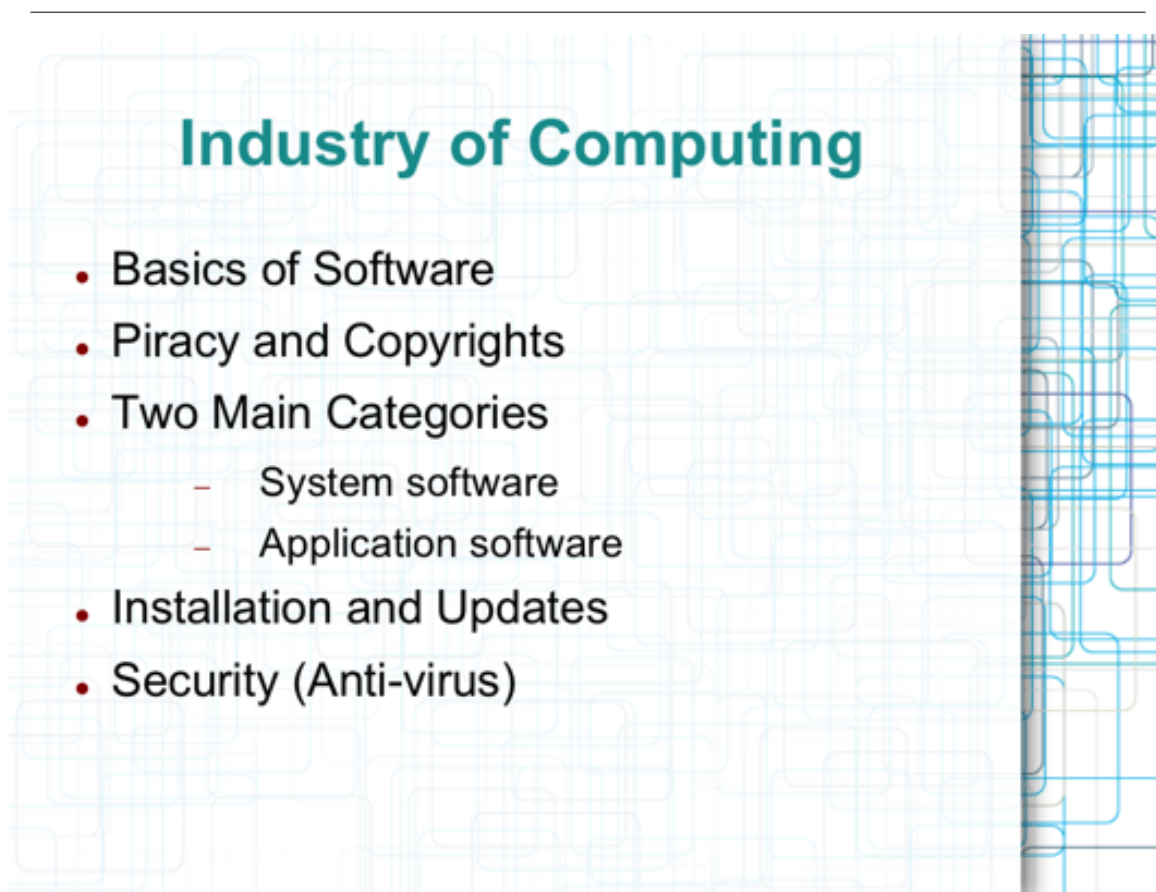 Industry of Computing
• Basics of Software
• Piracy and Copyrights
• Two Main Categories
– System software
– Application software
• Installation and Updates
• Security (Anti-virus)